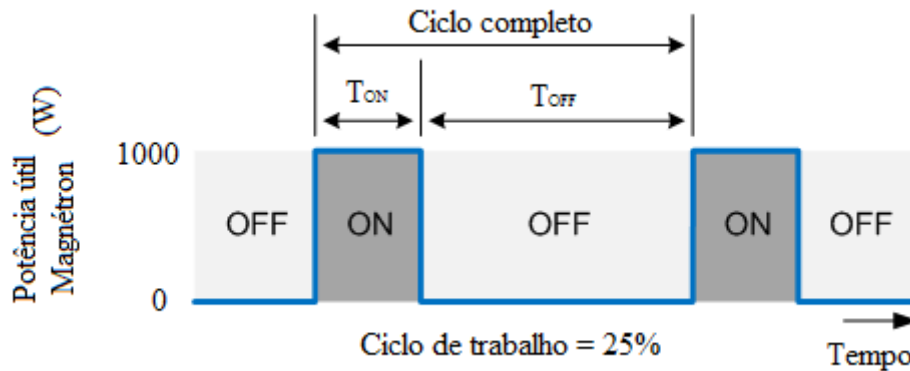 Ciclo completo
TON
TOFF
Potência útil
Magnétron (W)
1000
0
OFF
ON
OFF
ON
OFF
Ciclo de trabalho = 25%
Tempo